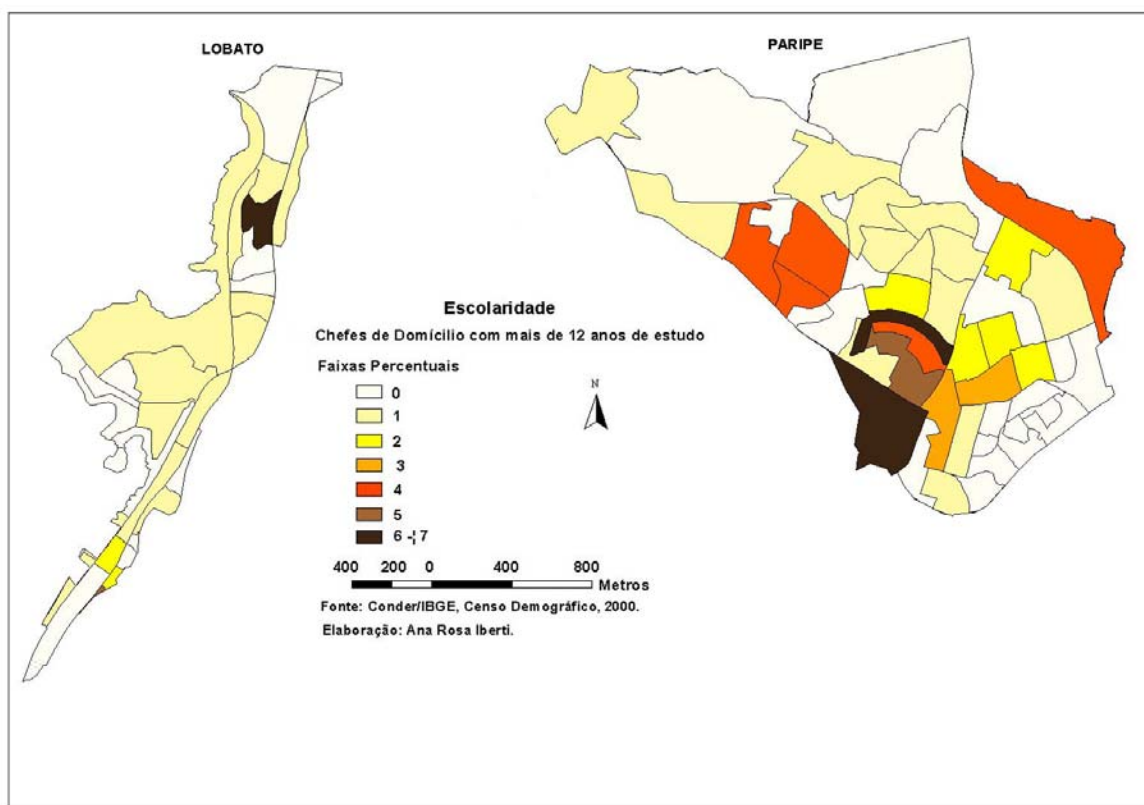 LOBATO
PARIPE
Escolaridade
Chefes de Domícilio com mais de 12 anos de estudo
Faixas Percentuais
0
1
2
3
4
5
6 -¦ 7
N
400 200 0 400 800
Metros
Fonte: Conder/IBGE, Censo Demográfico, 2000.
Elaboração: Ana Rosa Iberti.